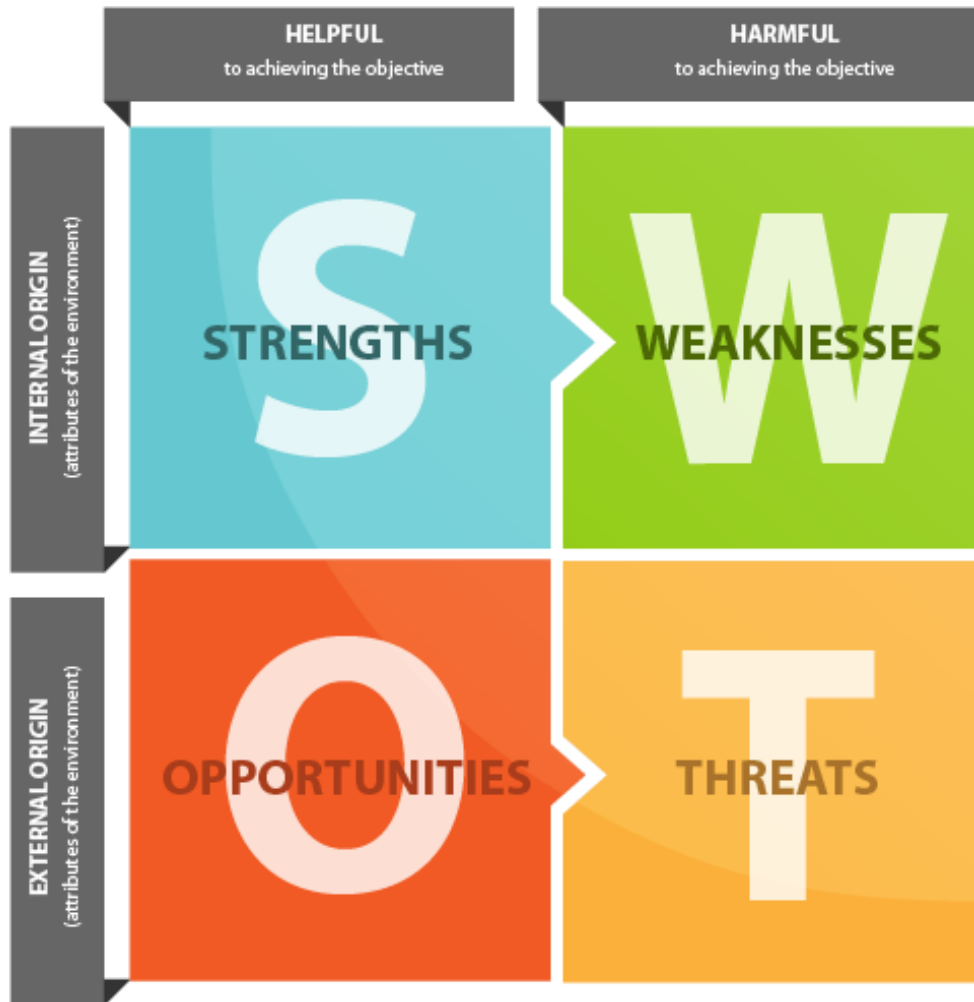 HELPFUL
to achieving the objective
HARMFUL
to achieving the objective
INTERNAL ORIGIN
(attributes of the environment)
S
STRENGTHS
W
WEAKNESSES
EXTERNAL ORIGIN
(attributes of the environment)
O
OPPORTUNITIES
T
THREATS